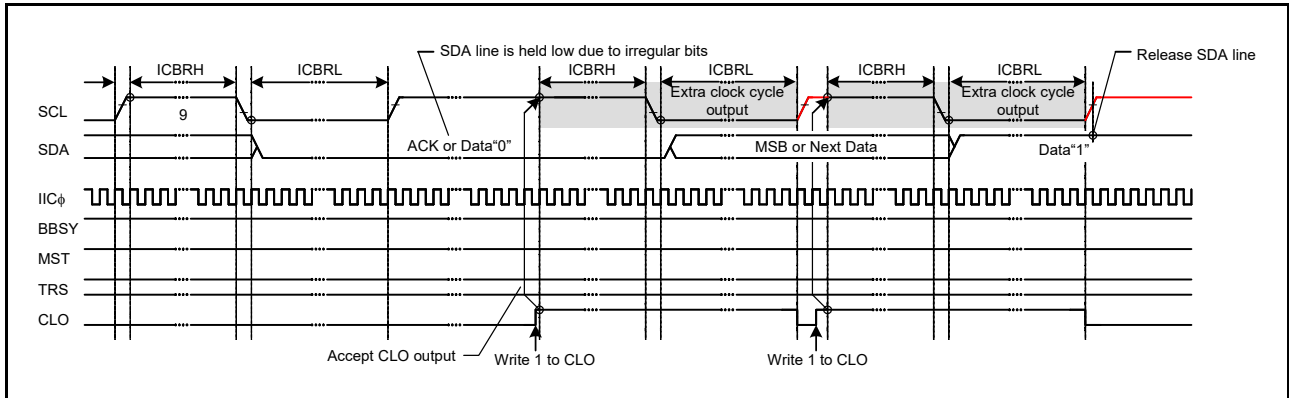 SDA line is held low due to irregular bits
Release SDA line
ICBRH ICBRL ICBRH ICBRL ICBRH ICBRL
Extra clock cycle output
Extra clock cycle output
SCL
9
ACK or Data“0”
SDA
MSB or Next Data
Data“1”
IICϕ
BBSY
MST
TRS
CLO
Accept CLO output
Write 1 to CLO
Write 1 to CLO